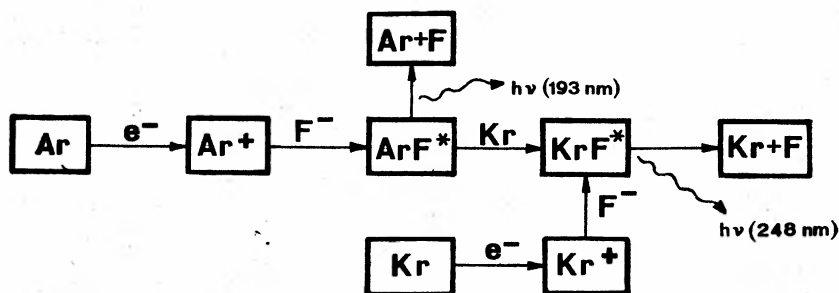 Ar+F
hν (193 nm)
e⁻ F⁻ Kr
Ar Ar⁺ ArF* KrF* Kr+F
F⁻
hν (248 nm)
e⁻
Kr Kr⁺